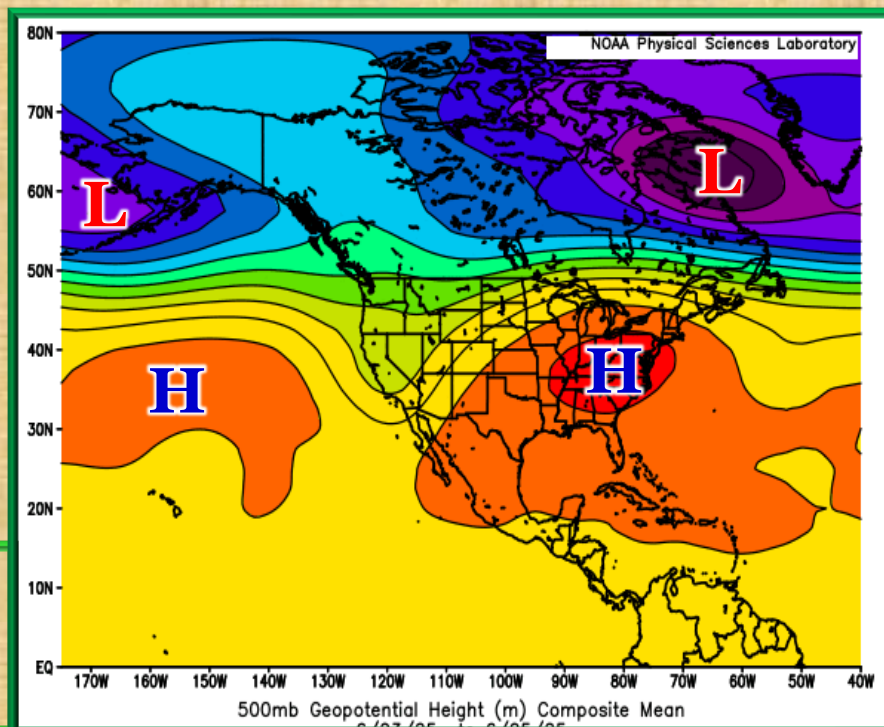 80N
NOAA Physical Sciences Laboratory
70N
L
60N
L
50N
40N
H
H
30N
20N
10N
EQ
170W 160W 150W 140W 130W 120W 110W 100W 90W 80W 70W 60W 50W 40W
500mb Geopotential Height (m) Composite Mean